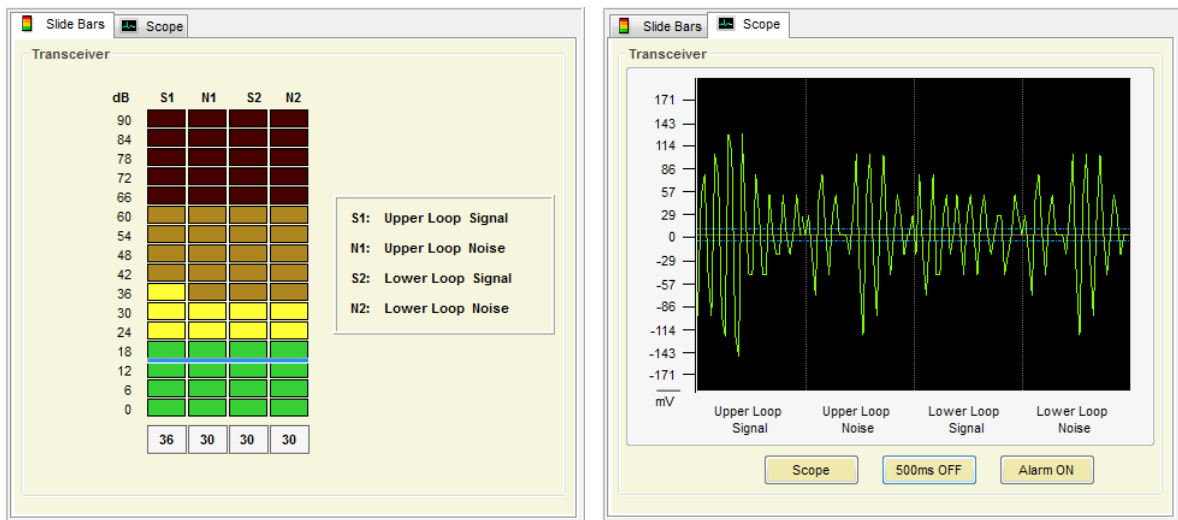 Slide Bars
Scope
Transceiver
dB S1 N1 S2 N2
90
84
78
72
66
60
54
48
42
36
30
24
18
12
6
0
36 30 30 30
S1: Upper Loop Signal
N1: Upper Loop Noise
S2: Lower Loop Signal
N2: Lower Loop Noise
Slide Bars
Scope
Transceiver
171
143
114
86
57
29
0
-29
-57
-86
-114
-143
-171
mV
Upper Loop
Signal
Upper Loop
Noise
Lower Loop
Signal
Lower Loop
Noise
Scope
500ms OFF
Alarm ON